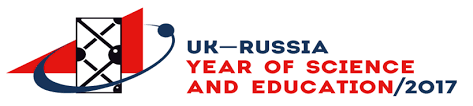 UK—RUSSIA
YEAR OF SCIENCE
AND EDUCATION/2017